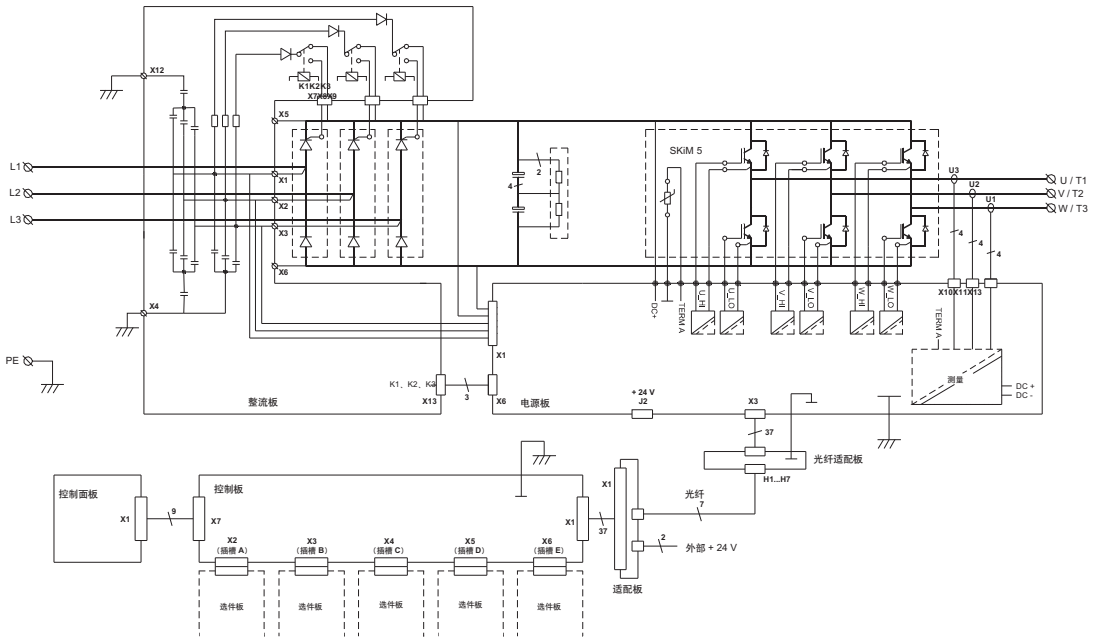 X12
K1K2K3
X7X8X9
X5
SKiM 5
2
4
L1
X1
L2
X2
L3
X3
X6
U3
U2
U1
U / T1
V / T2
W / T3
4
4
4
X4
DC+
TERM A
U_HI
U_LO
V_HI
V_LO
W_HI
W_LO
X10X11X13
TERM A
X1
测量
DC +
DC -
PE
K1、K2、K3
X13
3
X6
整流板
电源板
+ 24 V
J2
X3
37
光纤适配板
H1...H7
控制面板
X1
9
X7
控制板
X1
37
X1
光纤
7
2
外部 + 24 V
适配板
X2
(插槽 A)
X3
(插槽 B)
X4
(插槽 C)
X5
(插槽 D)
X6
(插槽 E)
选件板
选件板
选件板
选件板
选件板